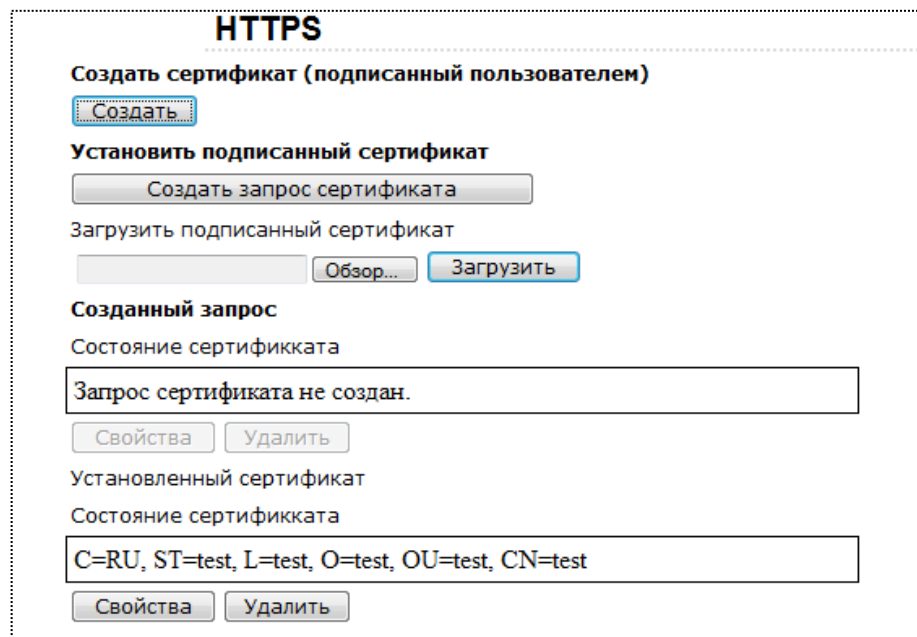 HTTPS
Создать сертификат (подписанный пользователем)
Создать
Установить подписанный сертификат
Создать запрос сертификата
Загрузить подписанный сертификат
Обзор... Загрузить
Созданный запрос
Состояние сертификката
Запрос сертификата не создан.
Свойства Удалить
Установленный сертификат
Состояние сертификката
C=RU, ST=test, L=test, O=test, OU=test, CN=test
Свойства Удалить